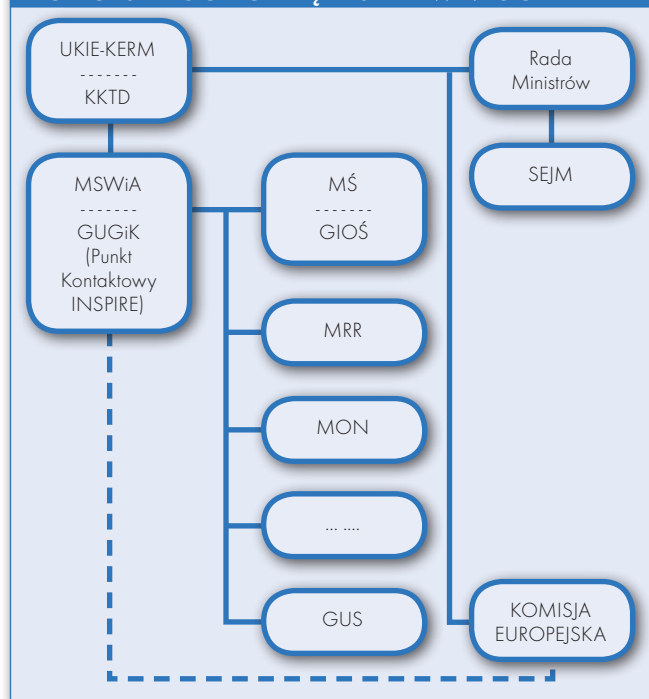 UKIE-KERM
-------
KKTD
Rada
Ministrów
SEJM
MSWiA
-------
GUGiK
(Punkt
Kontaktowy
INSPIRE)
MŚ
-------
GIOŚ
MRR
MON
... ....
GUS
KOMISJA
EUROPEJSKA